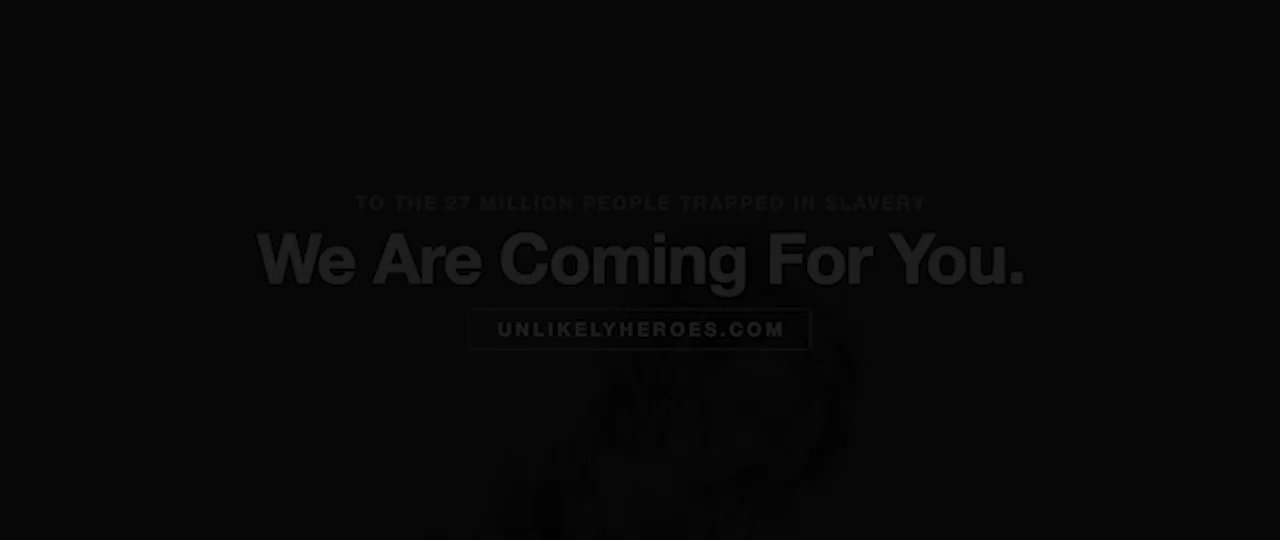 TO THE 27 MILLION PEOPLE TRAPPED IN SLAVERY
We Are Coming For You.
UNLIKELYHEROES.COM